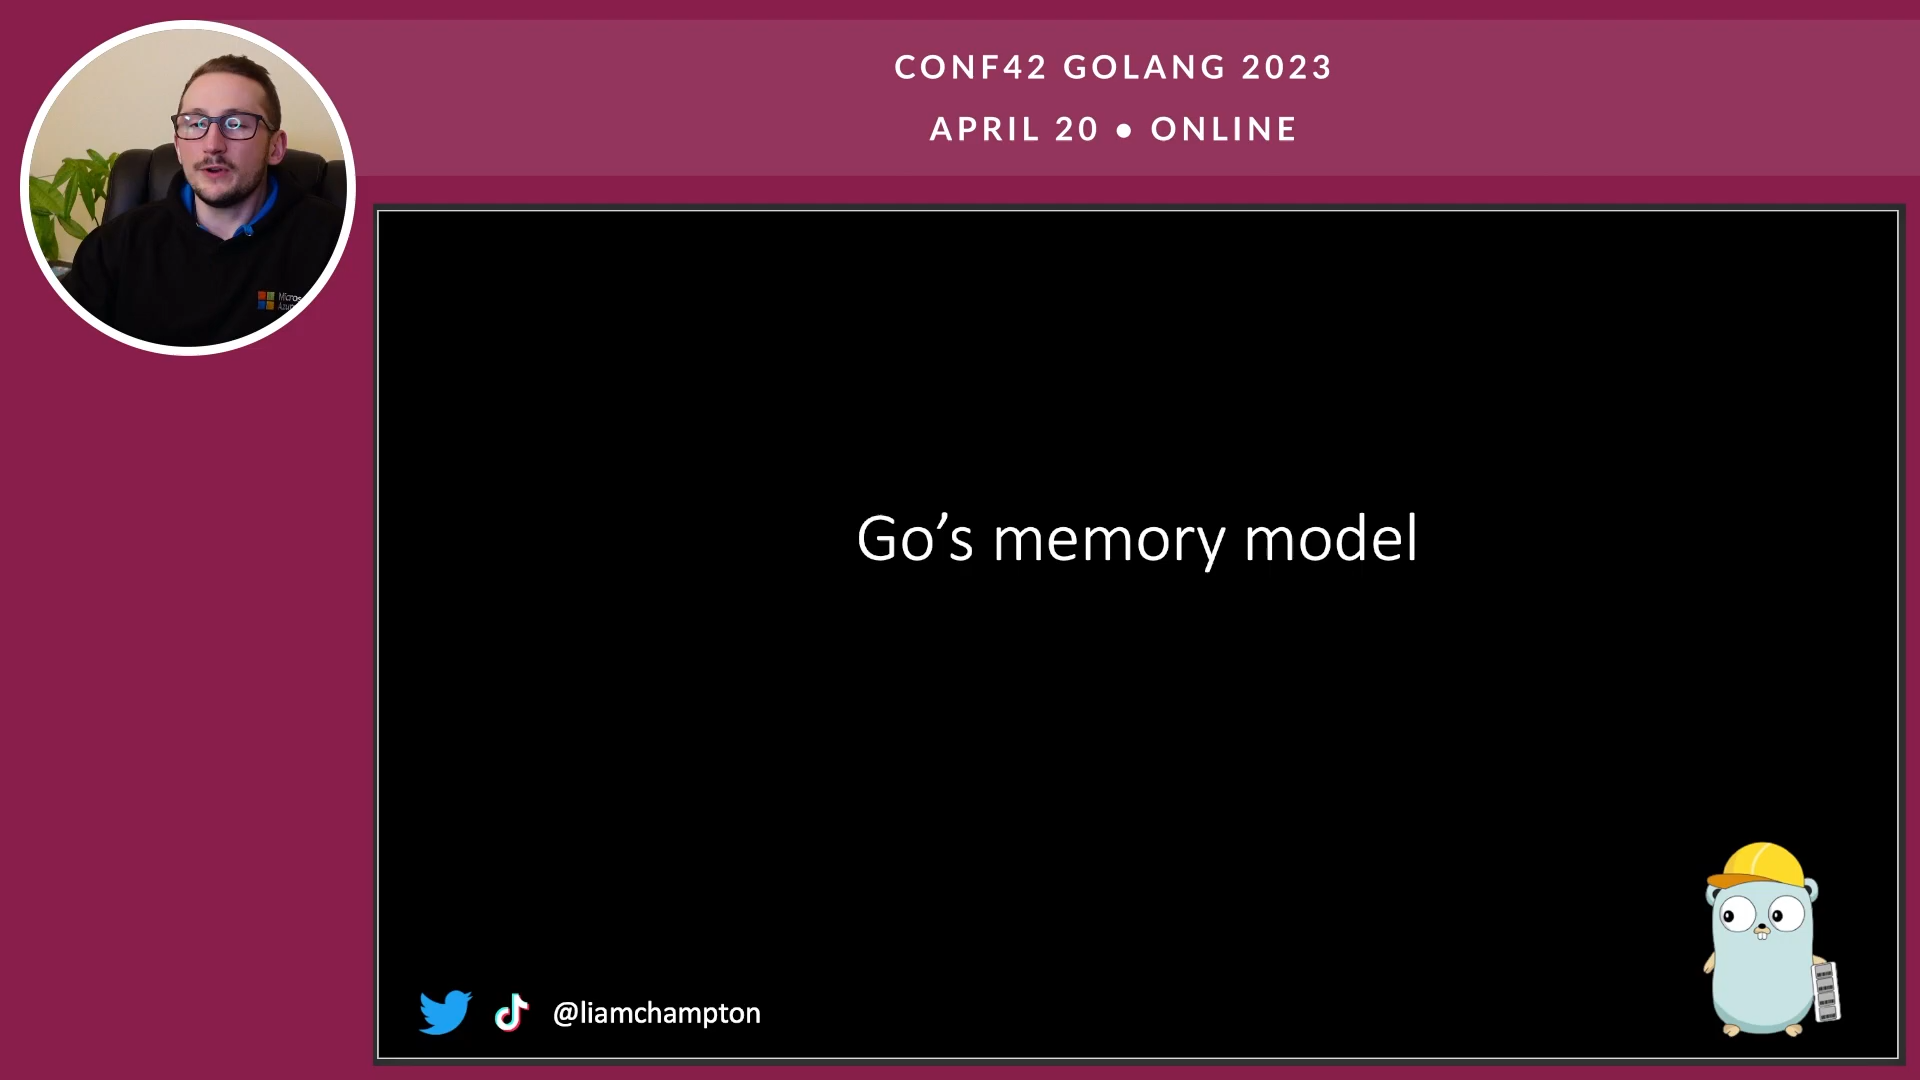 CONF42 GOLANG 2023
APRIL 20 • ONLINE
Go’s memory model
@liamchampton